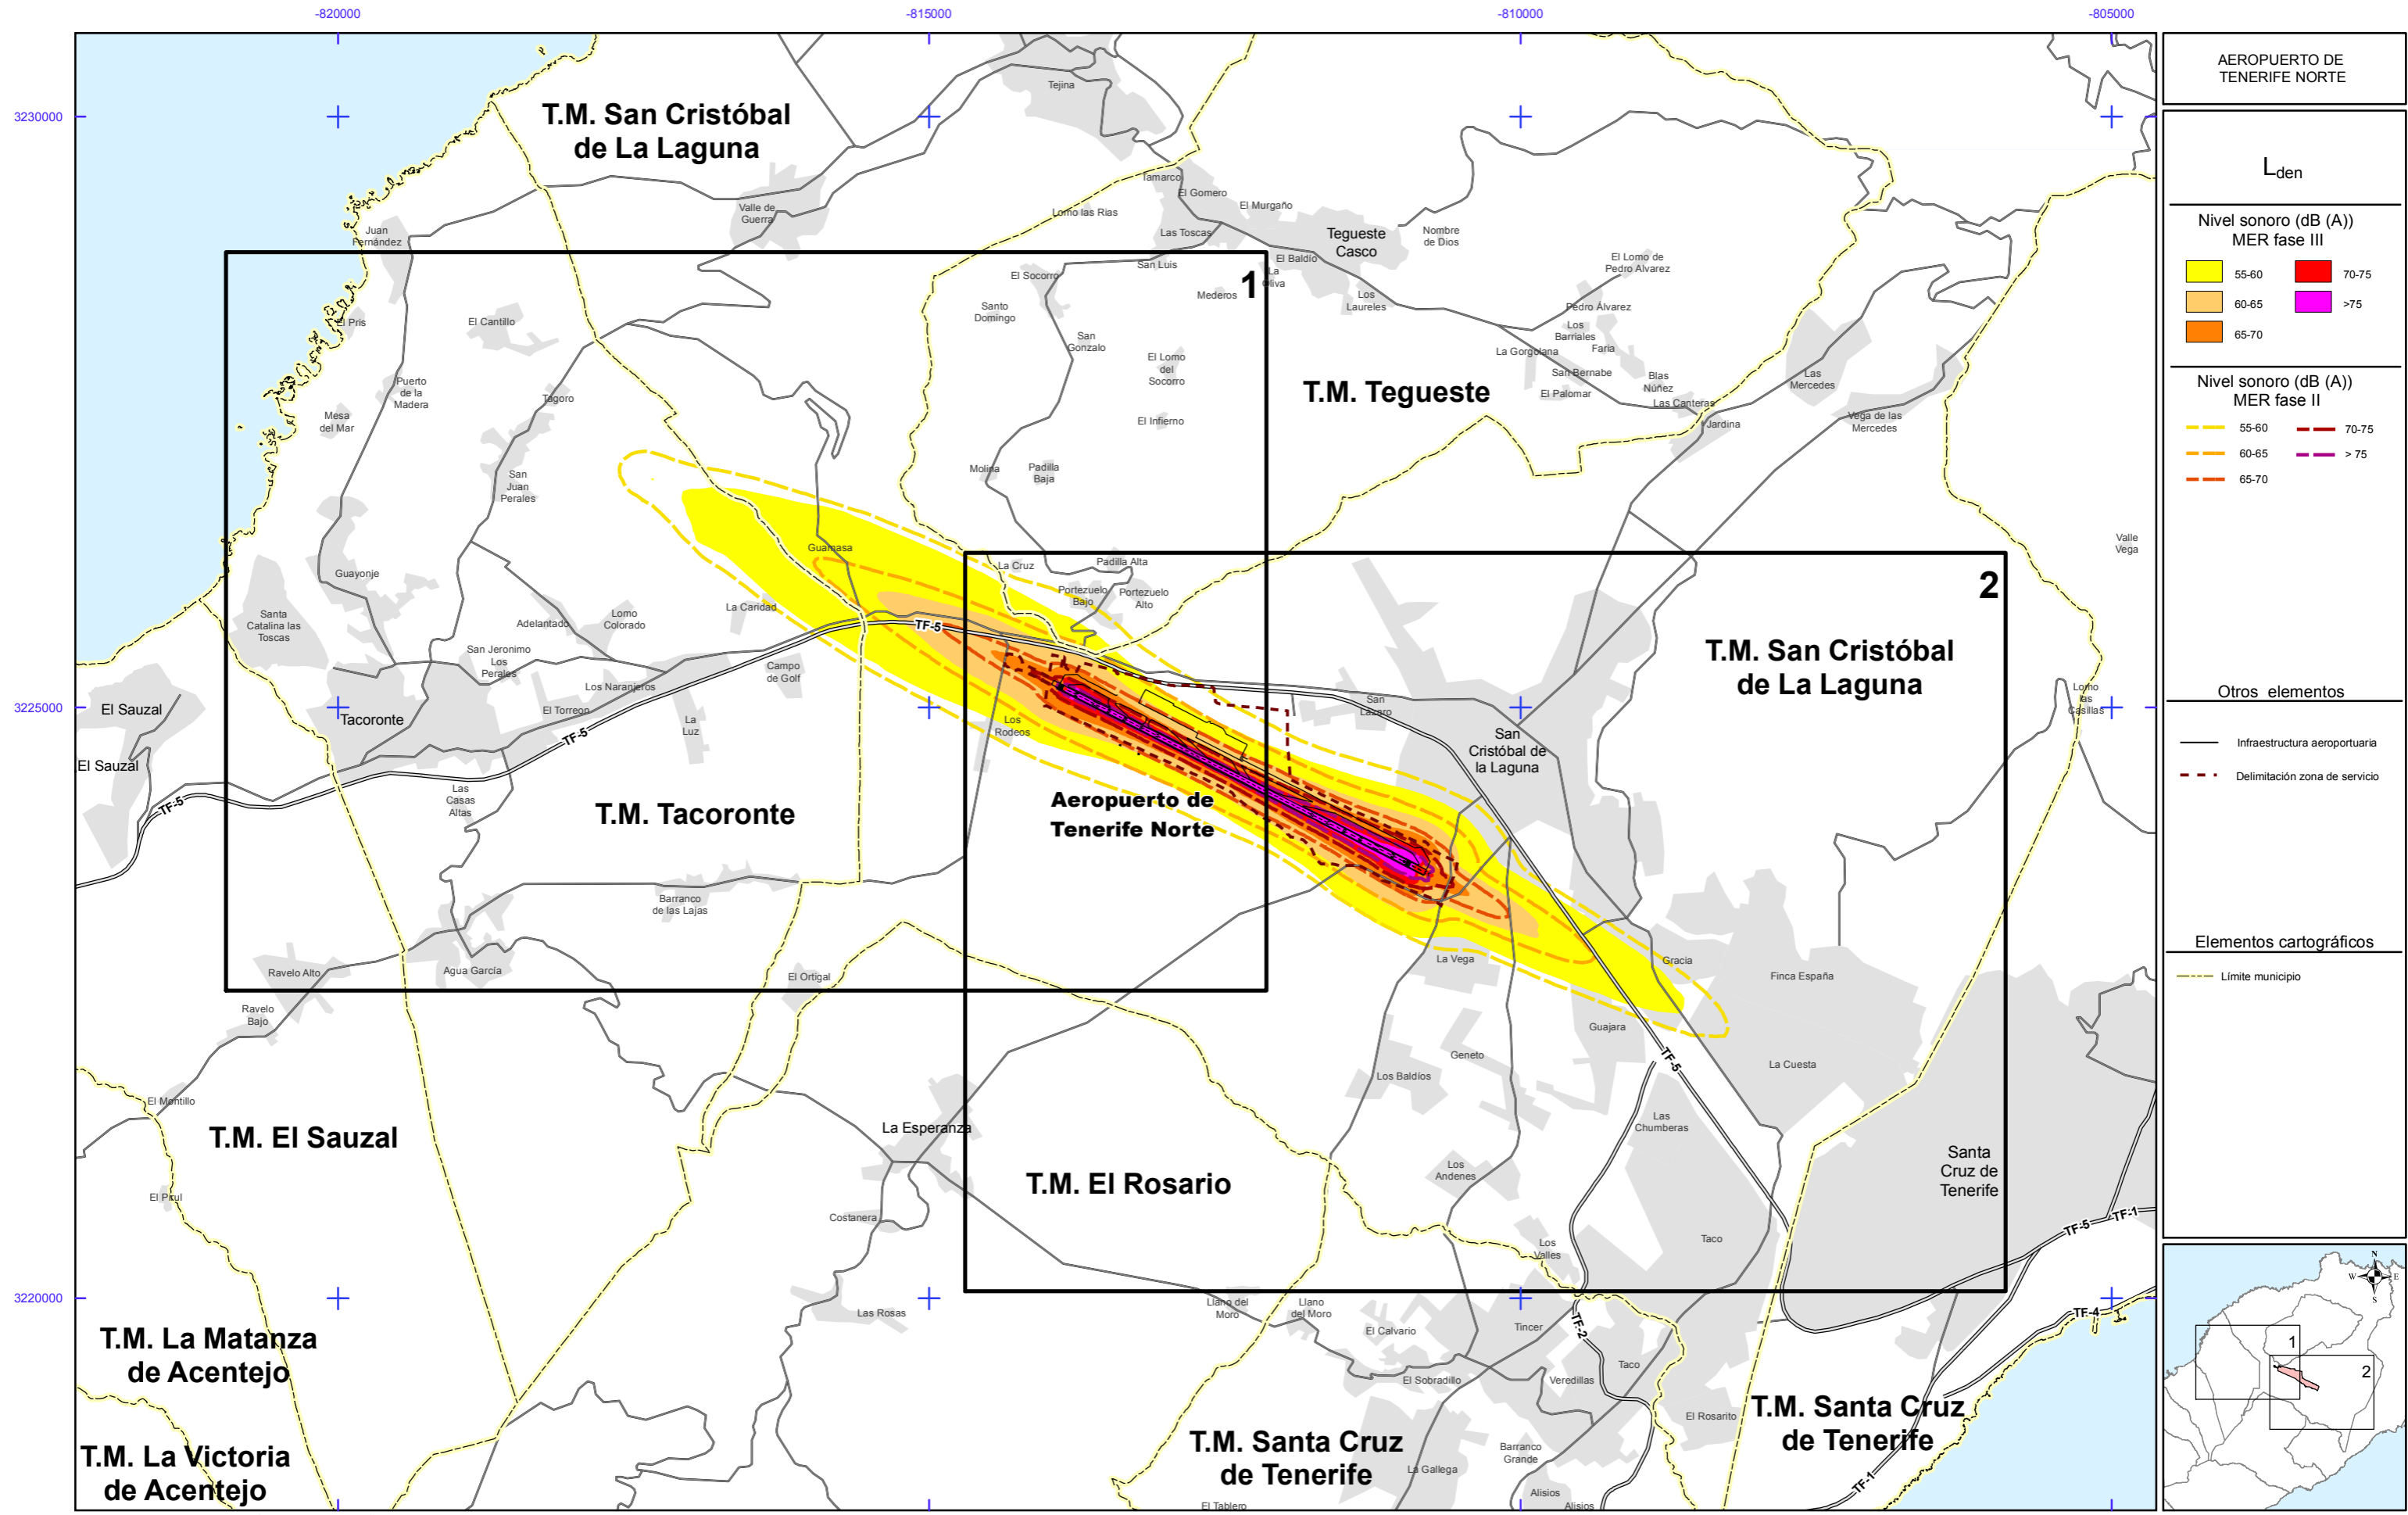 -820000
-815000
-810000
-805000
3230000
3225000
3220000
T.M. San Cristóbal
de La Laguna
Tejina
Tamarco
El Gomero
Lomo las Rias
El Murgaño
Las Toscas
Valle de
Guerra
Juan
Fernández
Tegueste
Casco
Nombre
de Dios
El Baldío
San Luis
La
Oliva
El Socorro
Mederos
1
Los
Laureles
El Lomo de
Pedro Alvarez
Pedro Álvarez
Santo
Domingo
El Pris
El Cantillo
San
Gonzalo
Los
Barriales
La Gorgolana
Faria
El Lomo
del
Socorro
San Bernabe
Blas
Núñez
Las
Mercedes
Puerto
de la
Madera
T.M. Tegueste
El Palomar
Las Canteras
Tagoro
Mesa
del Mar
El Infierno
Jardina
Vega de las
Mercedes
Molina
Padilla
Baja
San
Juan
Perales
Guamasa
Valle
Vega
La Cruz
Padilla Alta
Guayonje
Portezuelo
Bajo
Portezuelo
Alto
2
La Caridad
Santa
Catalina las
Toscas
Adelantado
Lomo
Colorado
TF-5
San Jeronimo
Los
Perales
T.M. San Cristóbal
de La Laguna
Campo
de Golf
Los Naranjeros
El Sauzal
Tacoronte
El Torreon
La
Luz
TF-5
Los
Rodeos
San
Lázaro
Lomo
las
Casillas
San
Cristóbal de
la Laguna
El Sauzal
TF-5
Las
Casas
Altas
T.M. Tacoronte
Aeropuerto de
Tenerife Norte
Barranco
de las Lajas
Ravelo Alto
Agua García
El Ortigal
La Vega
Gracia
Finca España
Ravelo
Bajo
Guajara
Geneto
TF-5
La Cuesta
Los Baldíos
El Montillo
T.M. El Sauzal
La Esperanza
Las
Chumberas
Los
Andenes
T.M. El Rosario
Santa
Cruz de
Tenerife
El Pirul
Costanera
Los
Valles
Taco
TF-5
TF-1
Las Rosas
Llano del
Moro
Llano
del Moro
El Calvario
Tincer
TF-2
TF-4
T.M. La Matanza
de Acentejo
Taco
El Sobradillo
Veredillas
El Rosarito
T.M. Santa Cruz
de Tenerife
T.M. Santa Cruz
de Tenerife
T.M. La Victoria
de Acentejo
Barranco
Grande
La Gallega
TF-1
Alisios
Alisios
El Tablero
AEROPUERTO DE
TENERIFE NORTE
Lden
Nivel sonoro (dB (A))
MER fase III
55-60
70-75
60-65
>75
65-70
Nivel sonoro (dB (A))
MER fase II
55-60
70-75
60-65
> 75
65-70
Otros elementos
Infraestructura aeroportuaria
Delimitación zona de servicio
Elementos cartográficos
Límite municipio
N
W
E
S
1
2